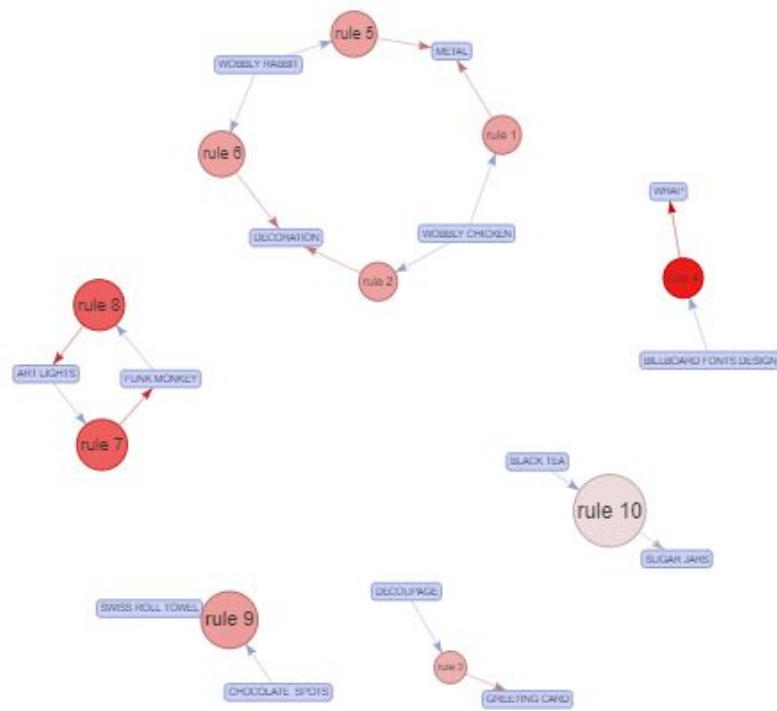 rule 5
METAL
WOBBLY RABBIT
rule 1
rule 6
WRAP
WOBBLY CHICKEN
DECORATION
rule 2
rule 4
rule 8
BILLBOARD FONTS DESIGN
ART LIGHTS
FUNK MONKEY
rule 7
BLACK TEA
rule 10
SUGAR JARS
DECOUPAGE
SWISS ROLL TOWEL
rule 9
rule 3
CHOCOLATE SPOTS
GREETING CARD